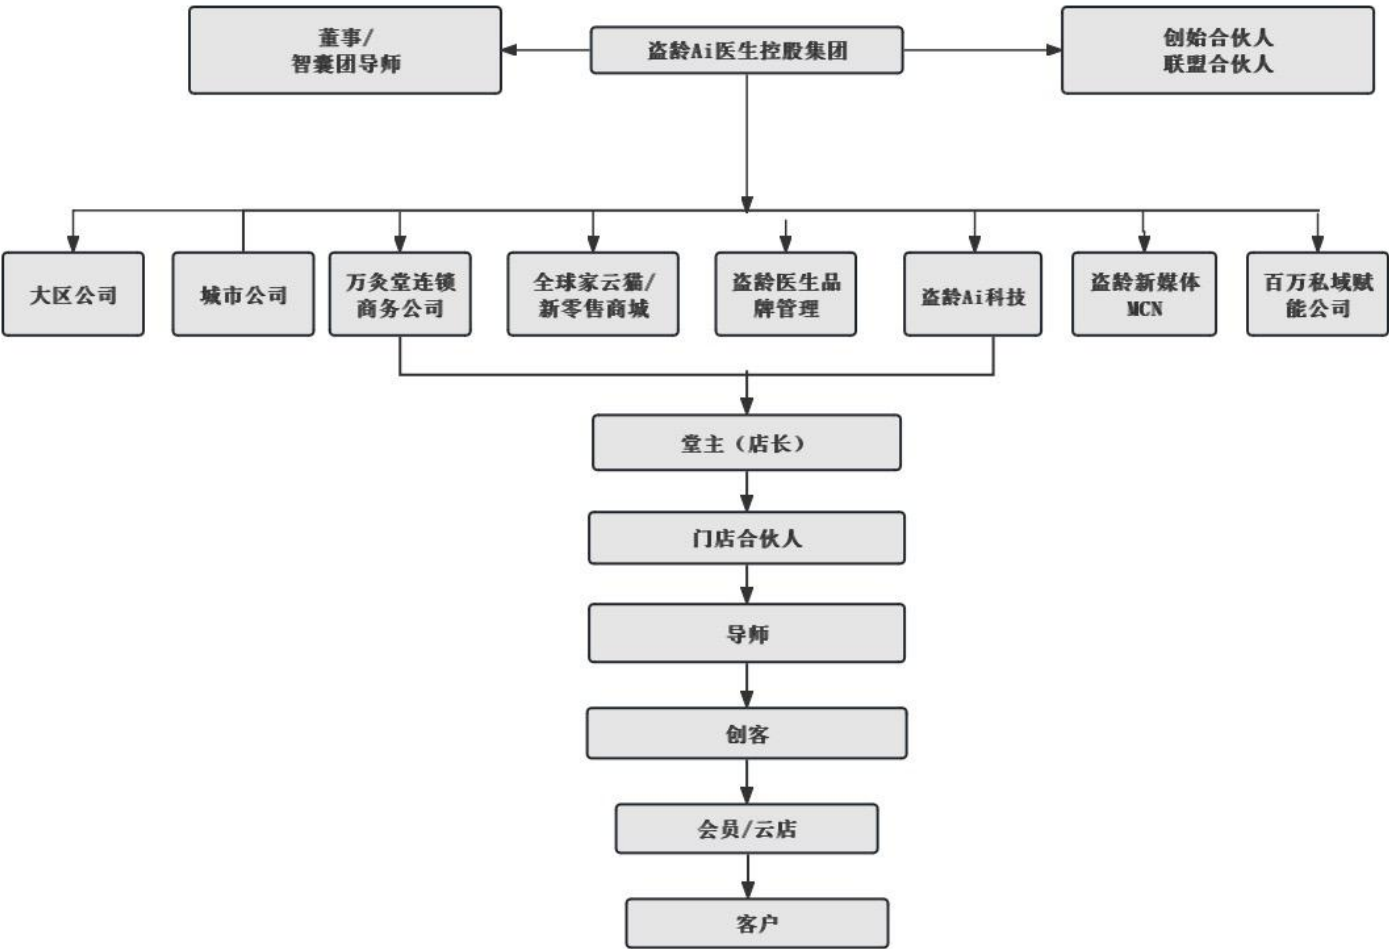 董事/
智囊团导师
盗龄Ai医生控股集团
创始合伙人
联盟合伙人
大区公司
城市公司
万灸堂连锁
商务公司
全球家云猫/
新零售商城
盗龄医生品
牌管理
盗龄Ai科技
盗龄新媒体
MCN
百万私域赋
能公司
堂主（店长）
门店合伙人
导师
创客
会员/云店
客户